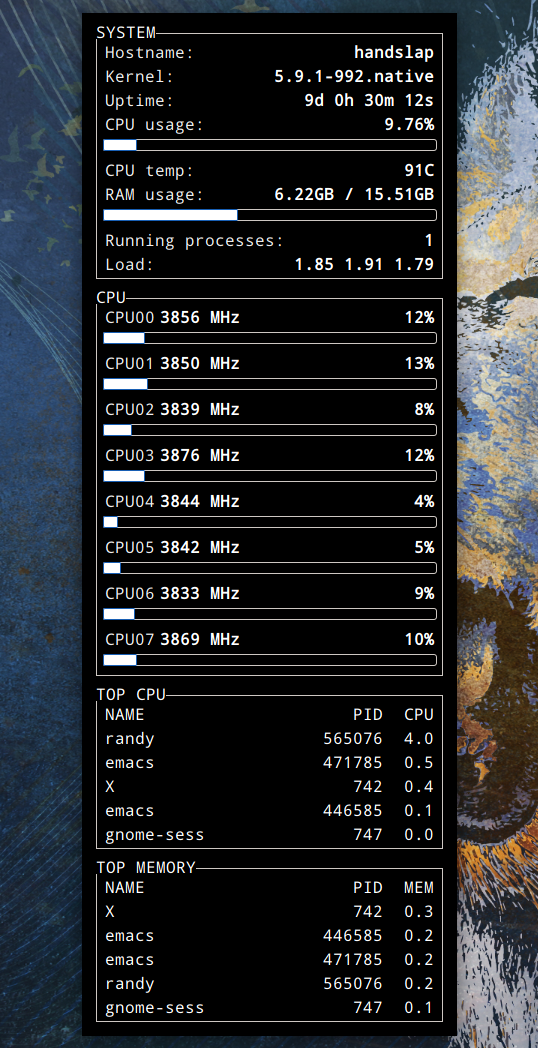 SYSTEM
Hostname: handslap
Kernel: 5.9.1-992.native
Uptime: 9d 0h 30m 12s
CPU usage: 9.76%
CPU temp: 91C
RAM usage: 6.22GB / 15.51GB
Running processes: 1
Load: 1.85 1.91 1.79
CPU
CPU00 3856 MHz 12%
CPU01 3850 MHz 13%
CPU02 3839 MHz 8%
CPU03 3876 MHz 12%
CPU04 3844 MHz 4%
CPU05 3842 MHz 5%
CPU06 3833 MHz 9%
CPU07 3869 MHz 10%
TOP CPU
NAME PID CPU
randy 565076 4.0
emacs 471785 0.5
X 742 0.4
emacs 446585 0.1
gnome-sess 747 0.0
TOP MEMORY
NAME PID MEM
X 742 0.3
emacs 446585 0.2
emacs 471785 0.2
randy 565076 0.2
gnome-sess 747 0.1